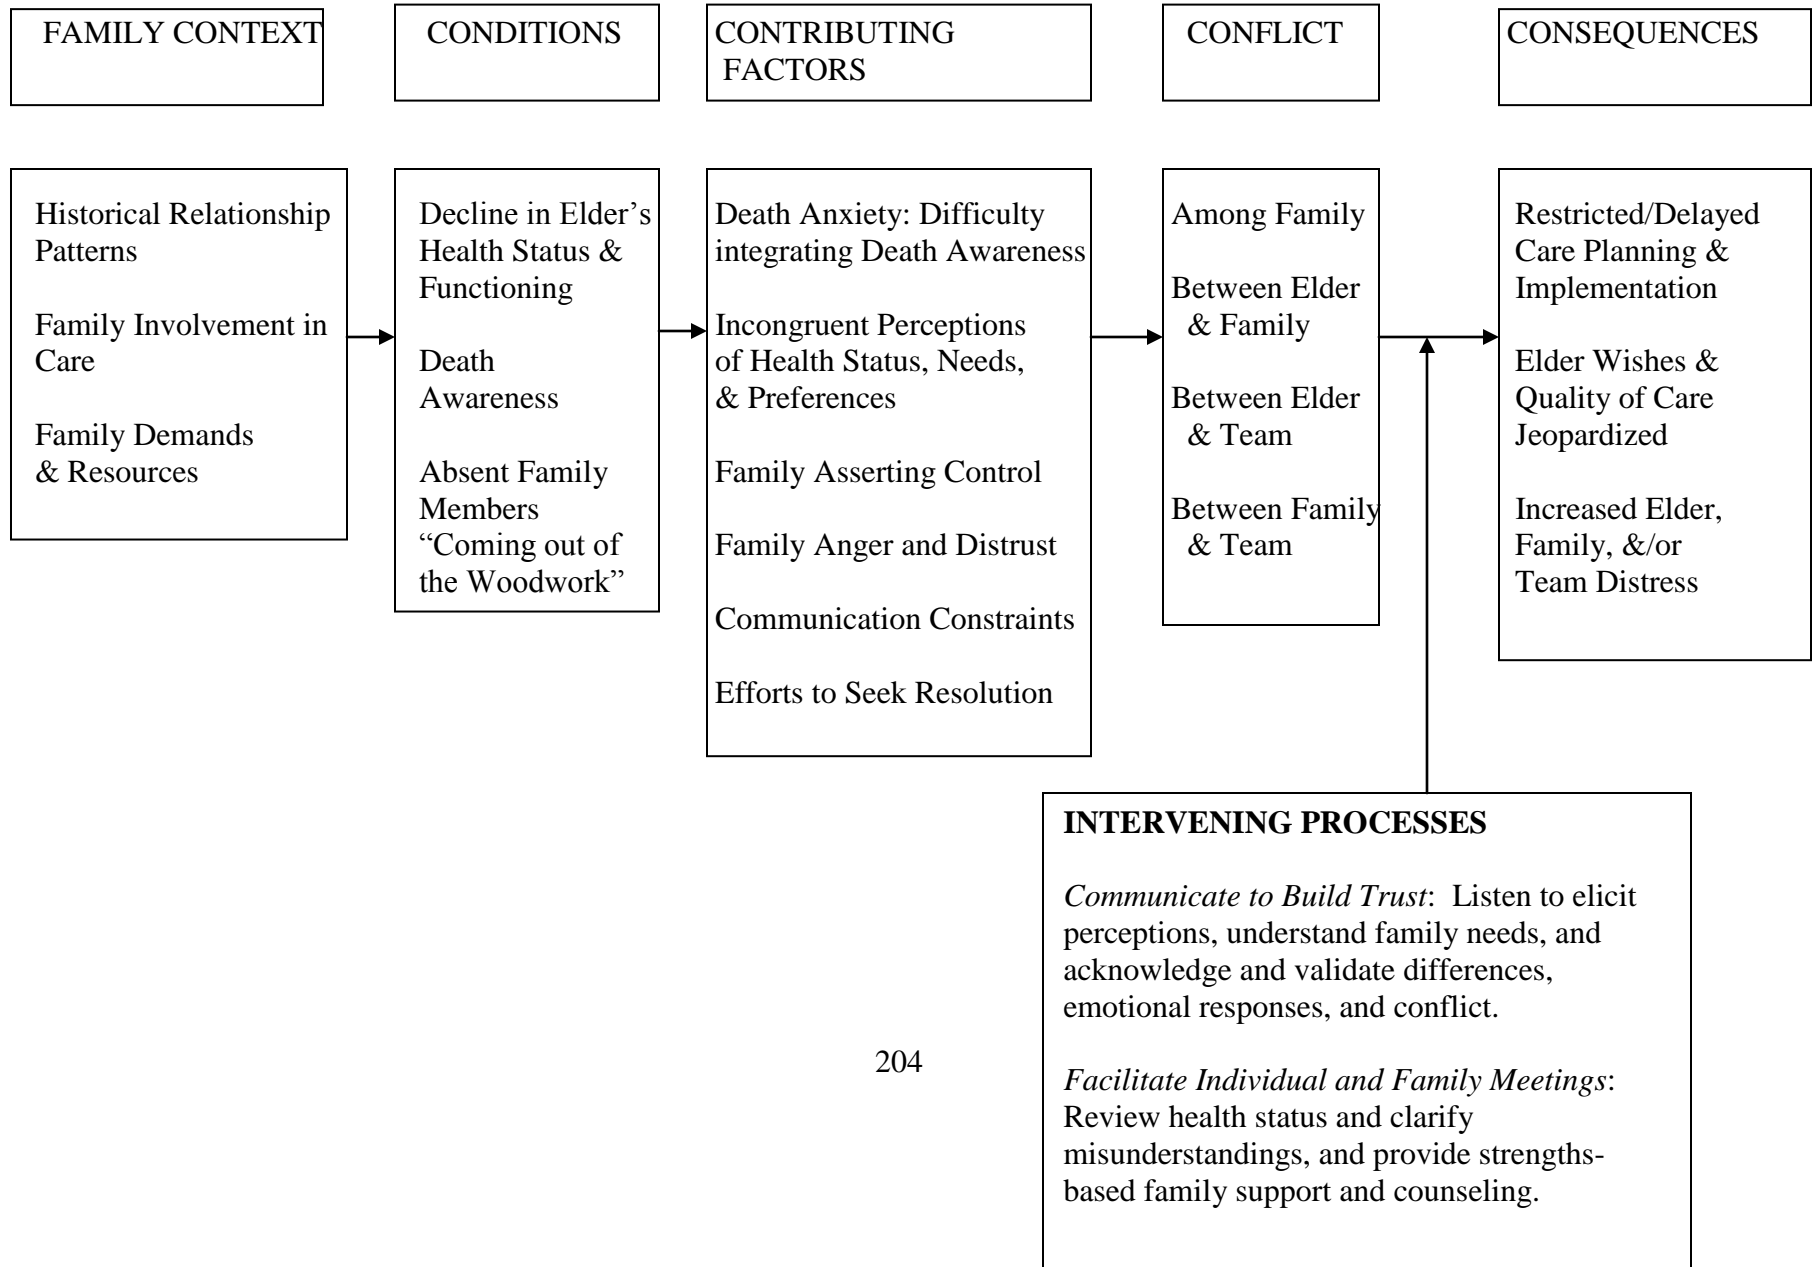 FAMILY CONTEXT
CONDITIONS
CONTRIBUTING
FACTORS
CONFLICT
CONSEQUENCES
Historical Relationship
Patterns
Family Involvement in
Care
Family Demands
& Resources
Decline in Elder’s
Health Status &
Functioning
Death
Awareness
Absent Family
Members
“Coming out of
the Woodwork”
Death Anxiety: Difficulty
integrating Death Awareness
Incongruent Perceptions
of Health Status, Needs,
& Preferences
Family Asserting Control
Family Anger and Distrust
Communication Constraints
Efforts to Seek Resolution
Among Family
Between Elder
& Family
Between Elder
& Team
Between Family
& Team
Restricted/Delayed
Care Planning &
Implementation
Elder Wishes &
Quality of Care
Jeopardized
Increased Elder,
Family, &/or
Team Distress
INTERVENING PROCESSES
Communicate to Build Trust: Listen to elicit
perceptions, understand family needs, and
acknowledge and validate differences,
emotional responses, and conflict.
Facilitate Individual and Family Meetings:
Review health status and clarify
misunderstandings, and provide strengths-
based family support and counseling.
204